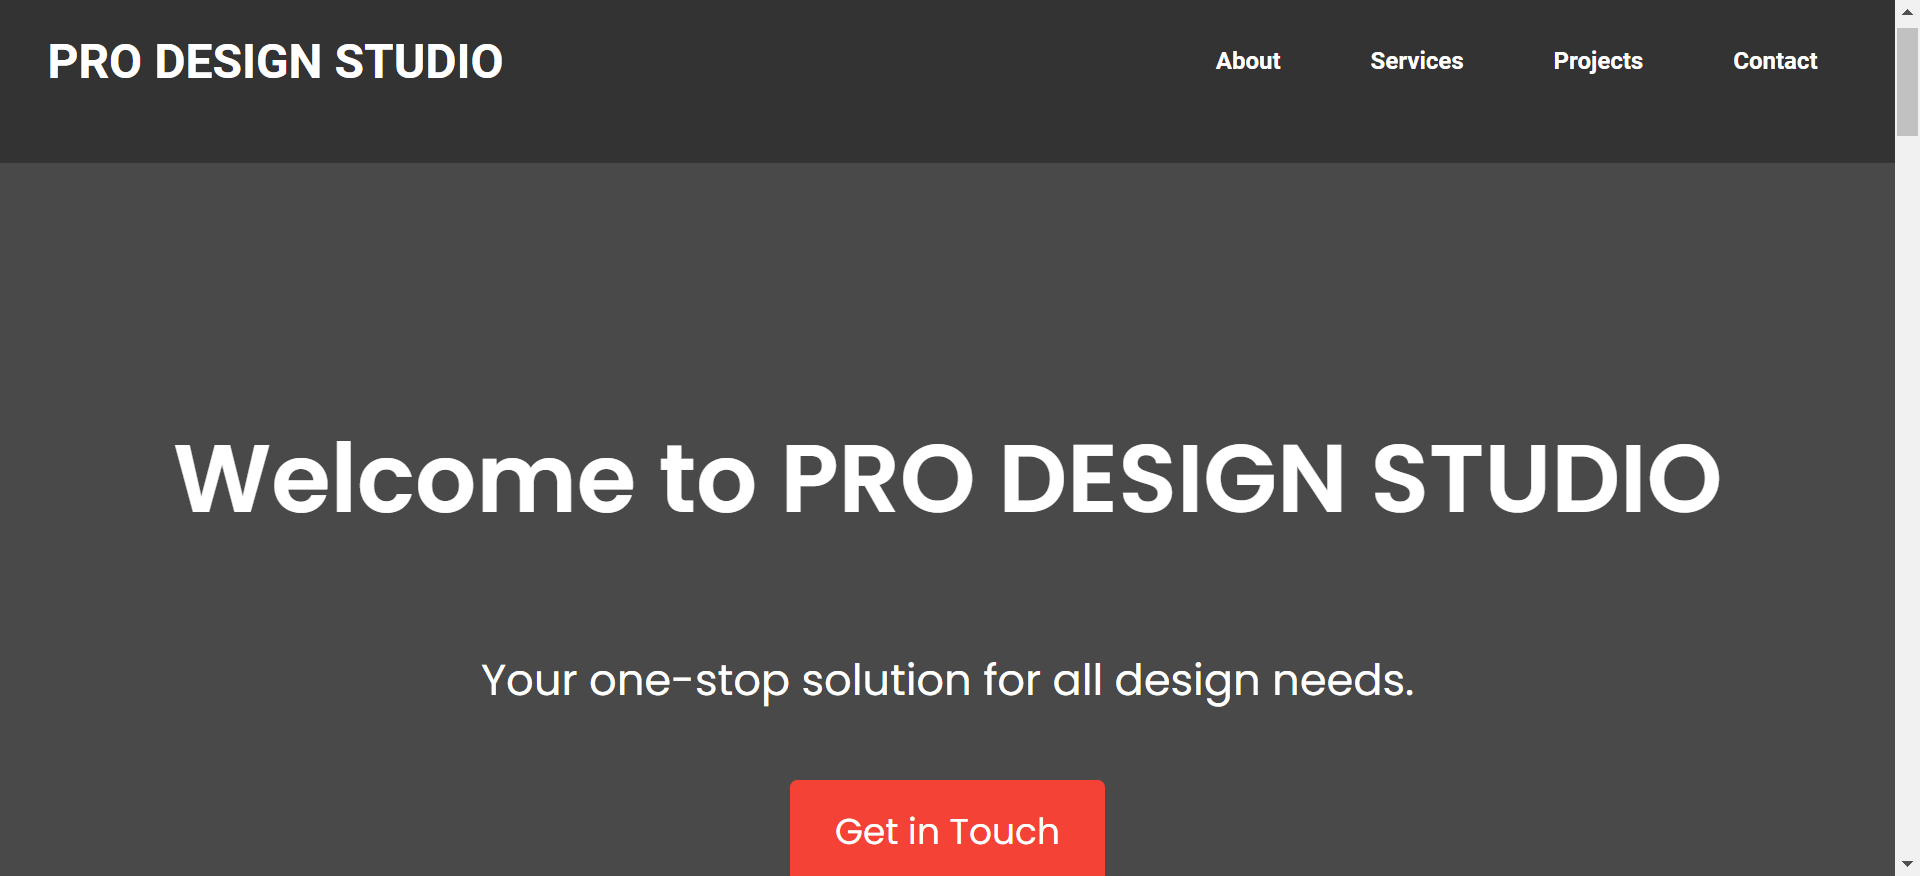 PRO DESIGN STUDIO
About Services Projects Contact
Welcome to PRO DESIGN STUDIO
Your one-stop solution for all design needs.
Get in Touch